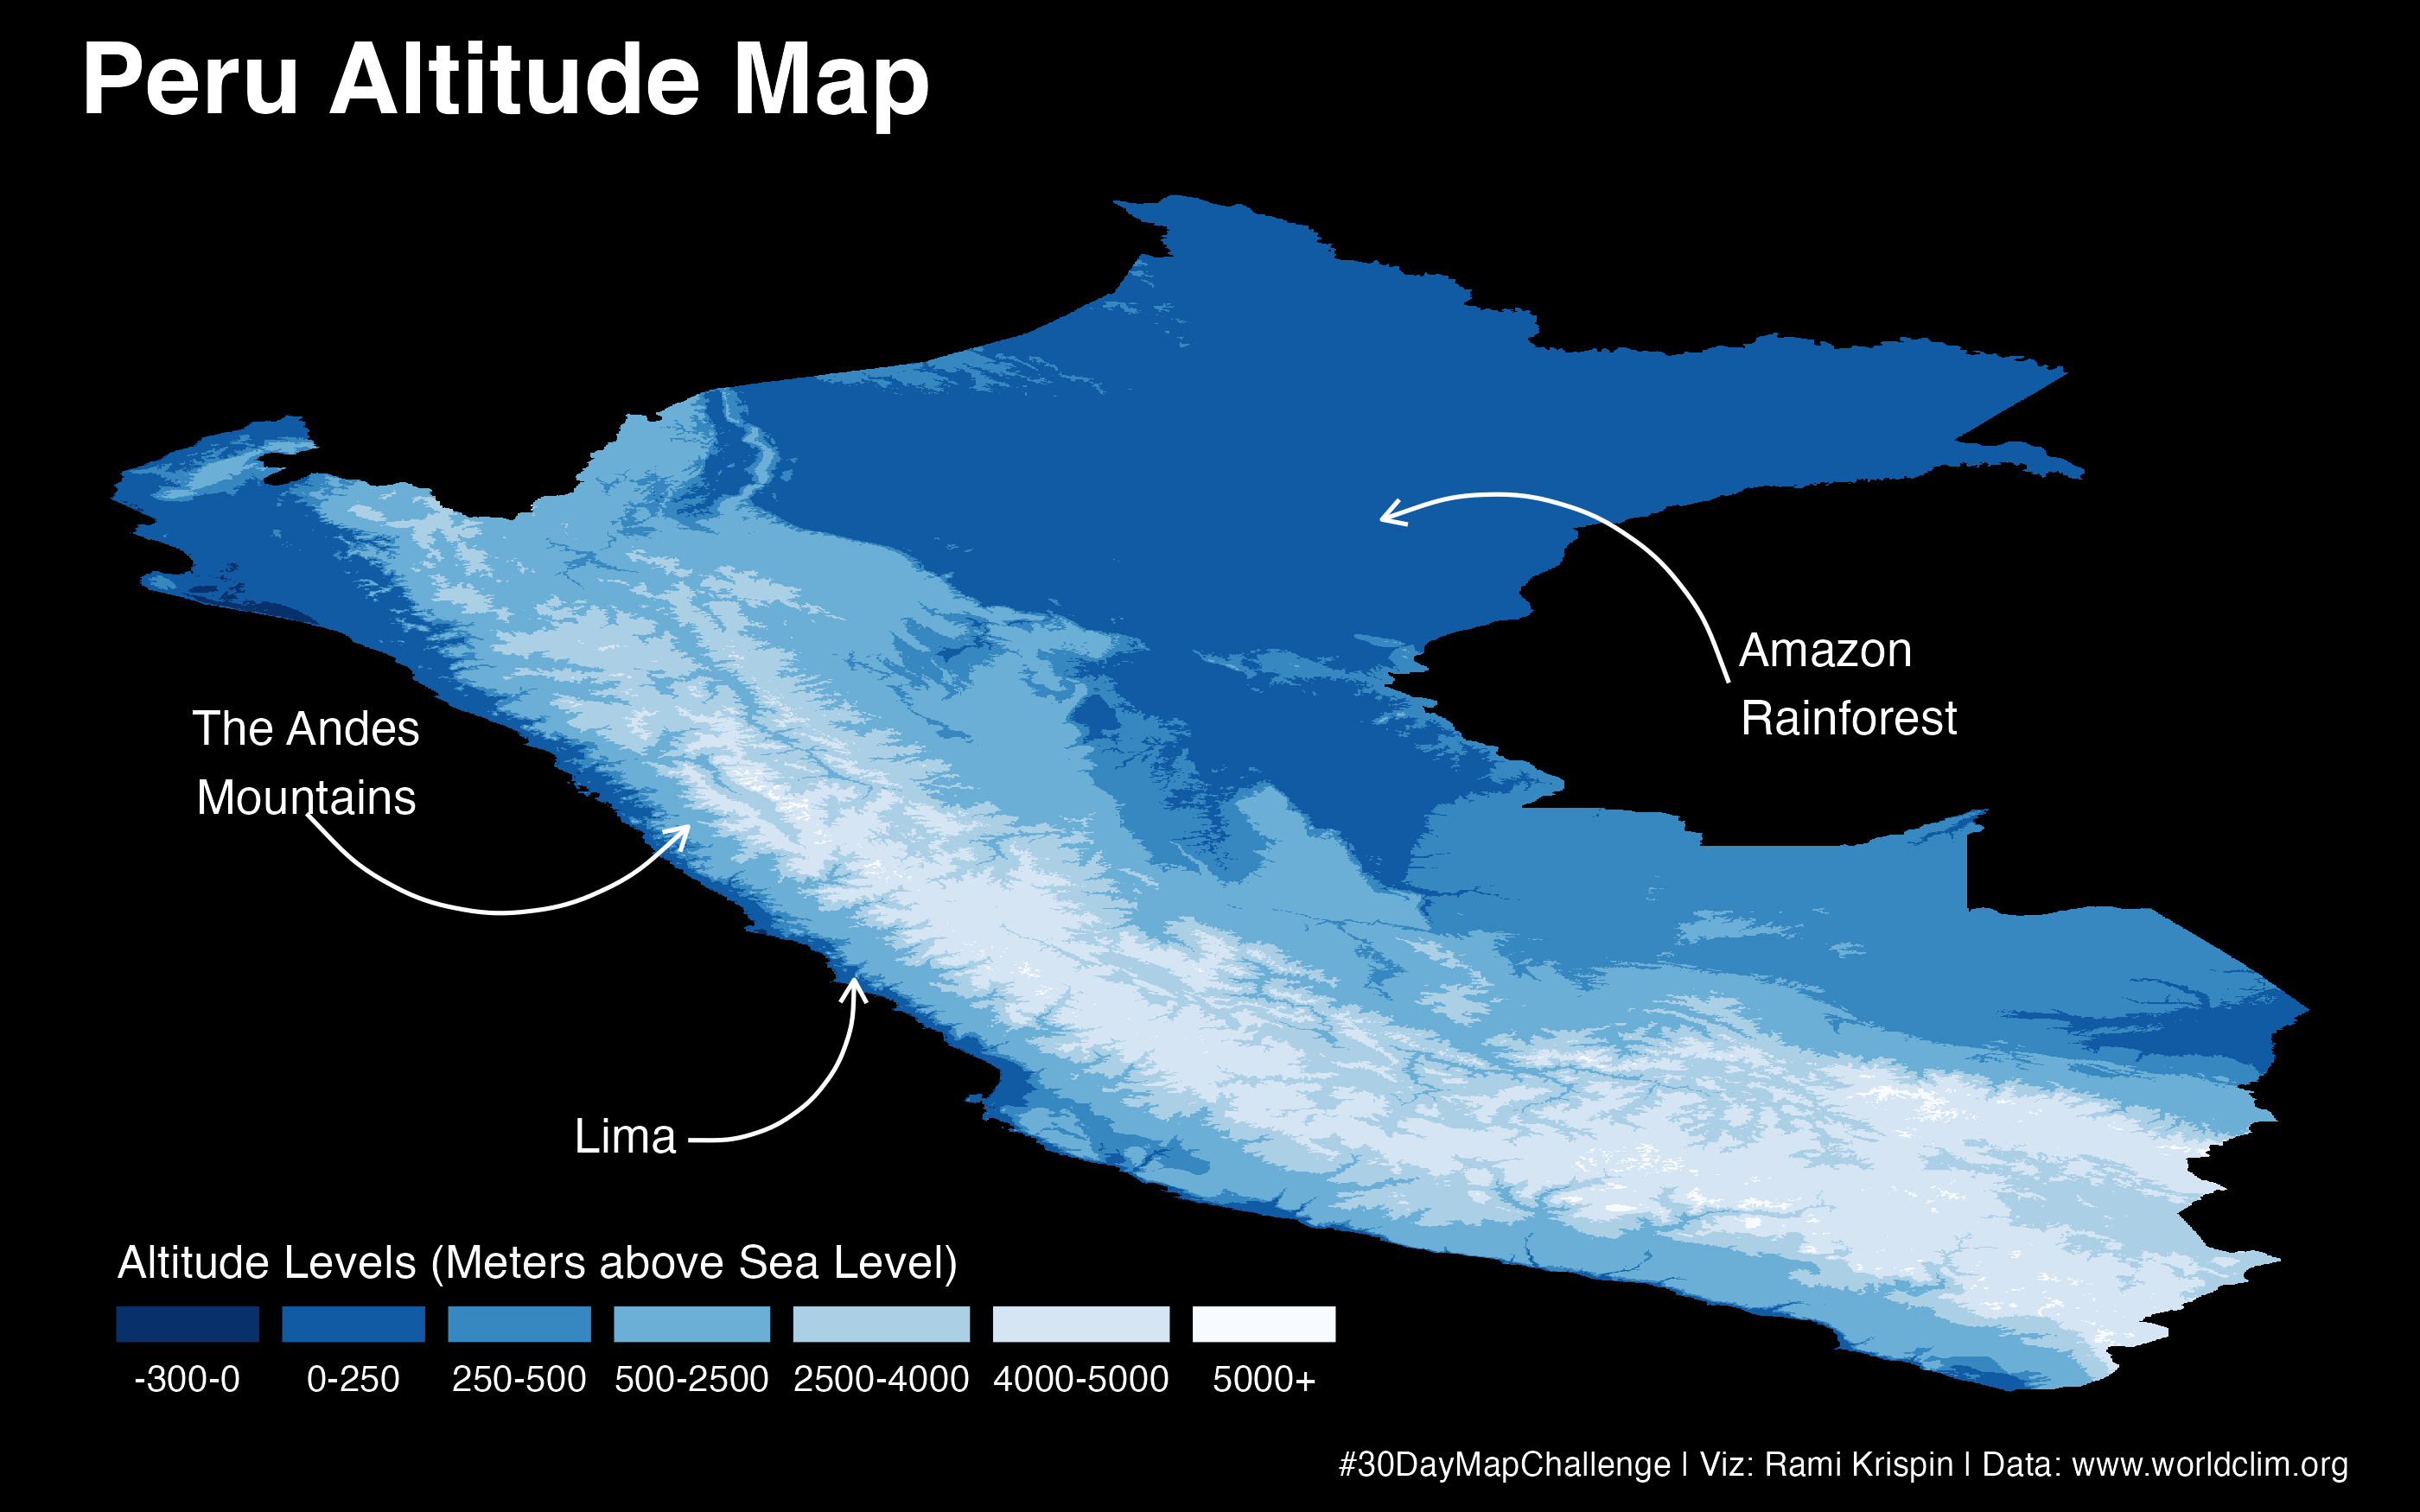 Peru Altitude Map
Amazon
Rainforest
The Andes
Mountains
Lima
Altitude Levels (Meters above Sea Level)
-300-0 0-250 250-500 500-2500 2500-4000 4000-5000 5000+
#30DayMapChallenge | Viz: Rami Krispin | Data: www.worldclim.org